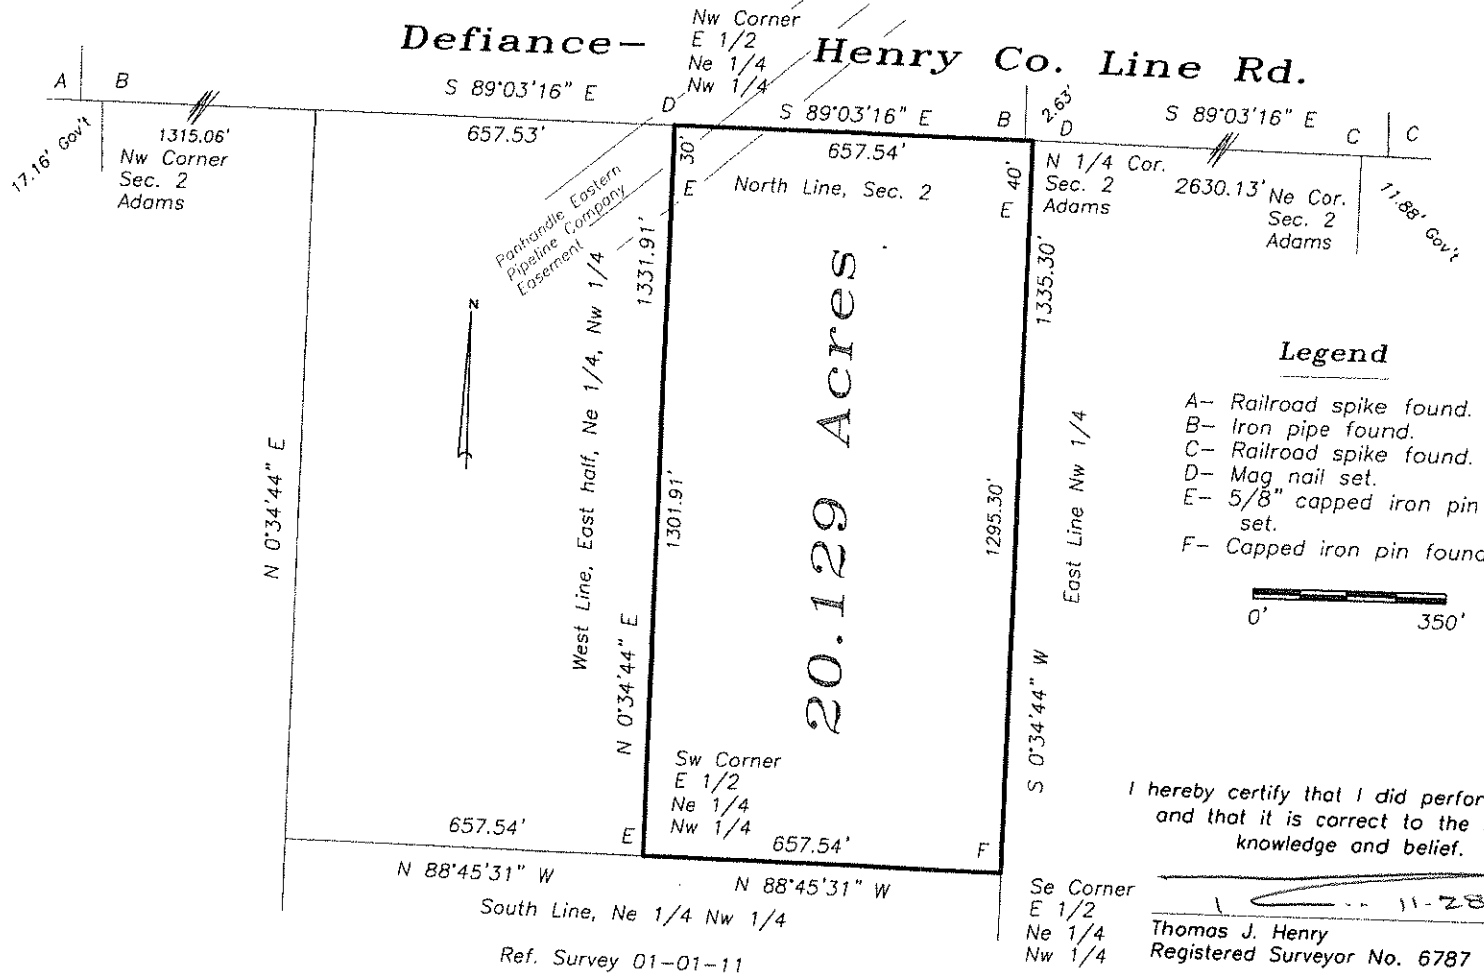 Defiance-
Nw Corner
E 1/2
Ne 1/4
Nw 1/4
Henry Co. Line Rd.
A
B
S 89°03'16" E
D
S 89°03'16" E
B
2.63'
D
S 89°03'16" E
C
C
17.16' Gov't
1315.06'
Nw Corner
Sec. 2
Adams
657.53'
30'
657.54'
40'
E
North Line, Sec. 2
E
N 1/4 Cor.
Sec. 2
Adams
2630.13'
Ne Cor.
Sec. 2
Adams
11.88' Gov't
Panhandle Eastern
Pipeline Company
Easement
1331.91'
1335.30'
N
West Line, East half, Ne 1/4, Nw 1/4
N 0°34'44" E
1301.91'
20.129 Acres
1295.30'
East Line Nw 1/4
N 0°34'44" E
S 0°34'44" W
Legend
A- Railroad spike found.
B- Iron pipe found.
C- Railroad spike found.
D- Mag nail set.
E- 5/8" capped iron pin
set.
F- Capped iron pin found
0'
350'
Sw Corner
E 1/2
Ne 1/4
Nw 1/4
657.54'
E
657.54'
F
N 88°45'31" W
N 88°45'31" W
South Line, Ne 1/4 Nw 1/4
Ref. Survey 01-01-11
Se Corner
E 1/2
Ne 1/4
Nw 1/4
I hereby certify that I did perfor
and that it is correct to the
knowledge and belief.
11-28
Thomas J. Henry
Registered Surveyor No. 6787